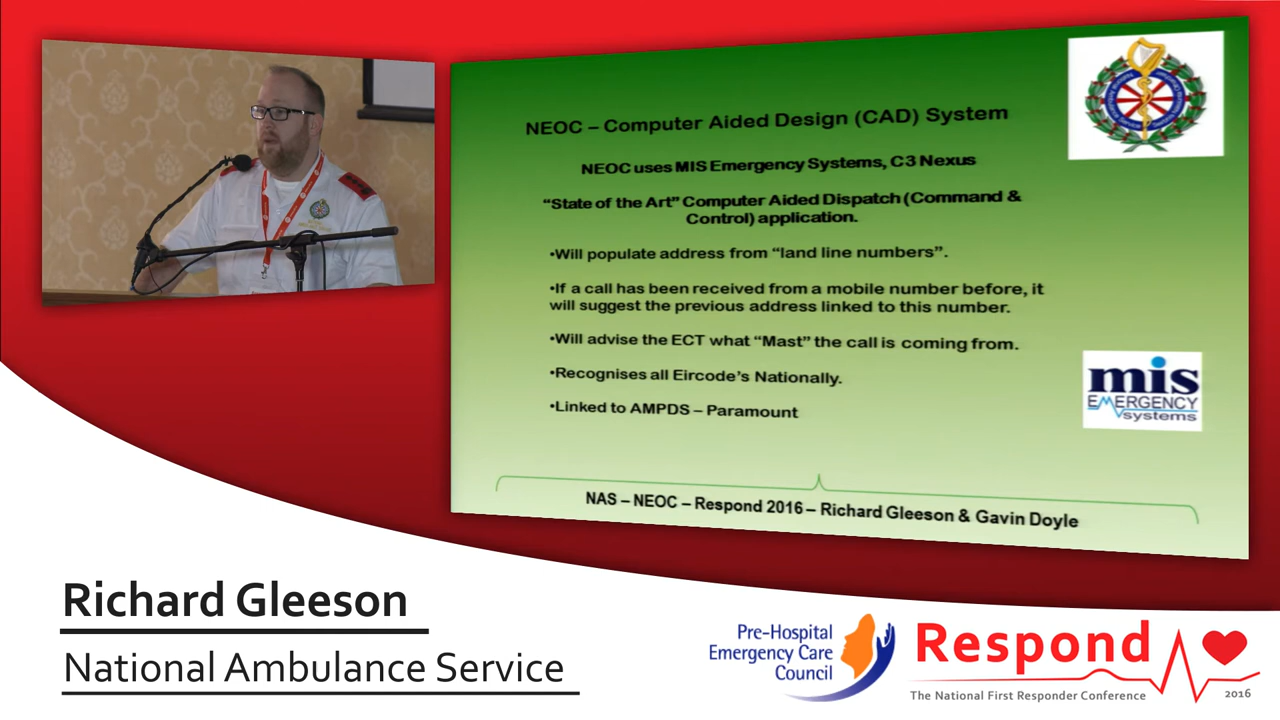 NEOC – Computer Aided Design (CAD) System
NEOC uses MIS Emergency Systems, C3 Nexus
“State of the Art” Computer Aided Dispatch (Command &
Control) application.
•Will populate address from “land line numbers”.
•If a call has been received from a mobile number before, it
will suggest the previous address linked to this number.
•Will advise the ECT what “Mast” the call is coming from.
•Recognises all Eircode’s Nationally.
•Linked to AMPDS – Paramount
mis
EMERGENCY
systems
NAS – NEOC – Respond 2016 – Richard Gleeson & Gavin Doyle
Richard Gleeson
National Ambulance Service
Pre-Hospital
Emergency Care
Council
Respond
The National First Responder Conference
2016